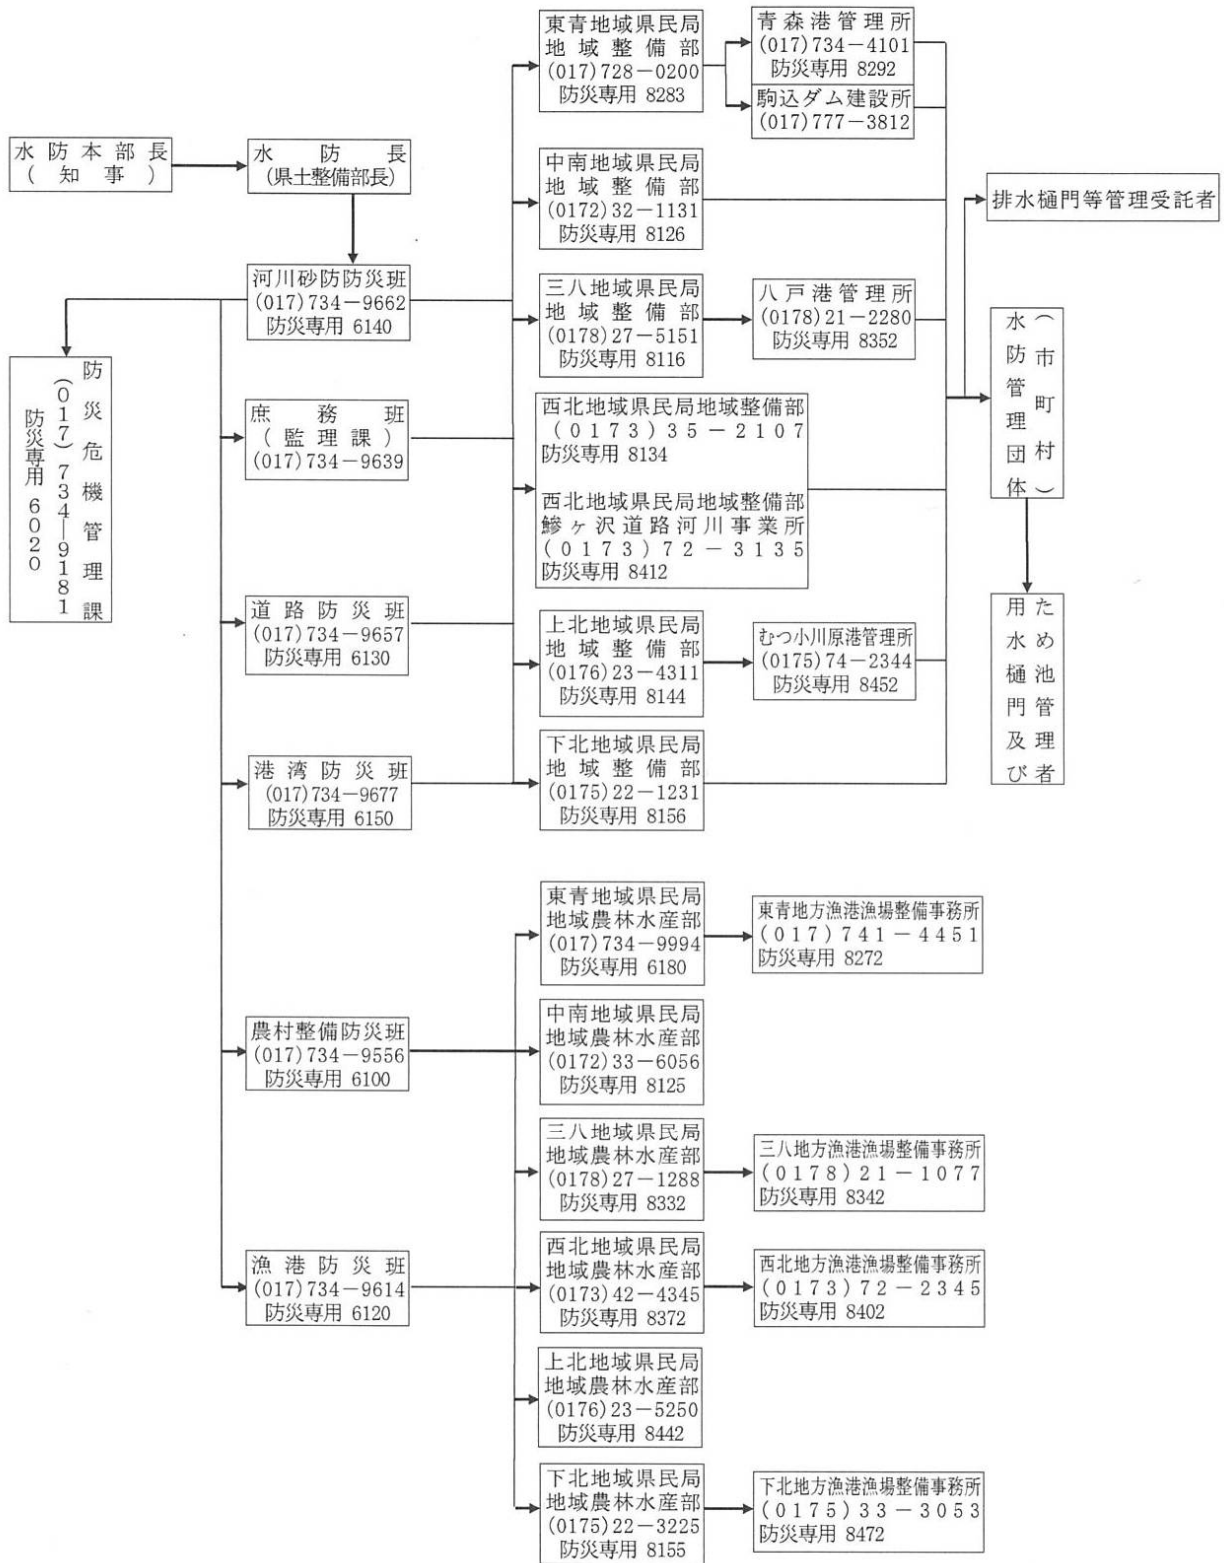 水防本部長
(知事)
水防長
(県土整備部長)
河川砂防防災班
(017)734−9662
防災専用 6140
防災危機管理課
(017)734−9181
防災専用 6020
庶務班
(監理課)
(017)734−9639
道路防災班
(017)734−9657
防災専用 6130
港湾防災班
(017)734−9677
防災専用 6150
農村整備防災班
(017)734−9556
防災専用 6100
漁港防災班
(017)734−9614
防災専用 6120
東青地域県民局
地域整備部
(017)728−0200
防災専用 8283
青森港管理所
(017)734−4101
防災専用 8292
駒込ダム建設所
(017)777−3812
中南地域県民局
地域整備部
(0172)32−1131
防災専用 8126
三八地域県民局
地域整備部
(0178)27−5151
防災専用 8116
八戸港管理所
(0178)21−2280
防災専用 8352
西北地域県民局地域整備部
(0173)35−2107
防災専用 8134
西北地域県民局地域整備部
鰺ヶ沢道路河川事業所
(0173)72−3135
防災専用 8412
上北地域県民局
地域整備部
(0176)23−4311
防災専用 8144
むつ小川原港管理所
(0175)74−2344
防災専用 8452
下北地域県民局
地域整備部
(0175)22−1231
防災専用 8156
東青地域県民局
地域農林水産部
(017)734−9994
防災専用 6180
東青地方漁港漁場整備事務所
(017)741−4451
防災専用 8272
中南地域県民局
地域農林水産部
(0172)33−6056
防災専用 8125
三八地域県民局
地域農林水産部
(0178)27−1288
防災専用 8332
三八地方漁港漁場整備事務所
(0178)21−1077
防災専用 8342
西北地域県民局
地域農林水産部
(0173)42−4345
防災専用 8372
西北地方漁港漁場整備事務所
(0173)72−2345
防災専用 8402
上北地域県民局
地域農林水産部
(0176)23−5250
防災専用 8442
下北地域県民局
地域農林水産部
(0175)22−3225
防災専用 8155
下北地方漁港漁場整備事務所
(0175)33−3053
防災専用 8472
排水樋門等管理受託者
(市町村)
水防管理団体
ため池管理者
用水樋門及び